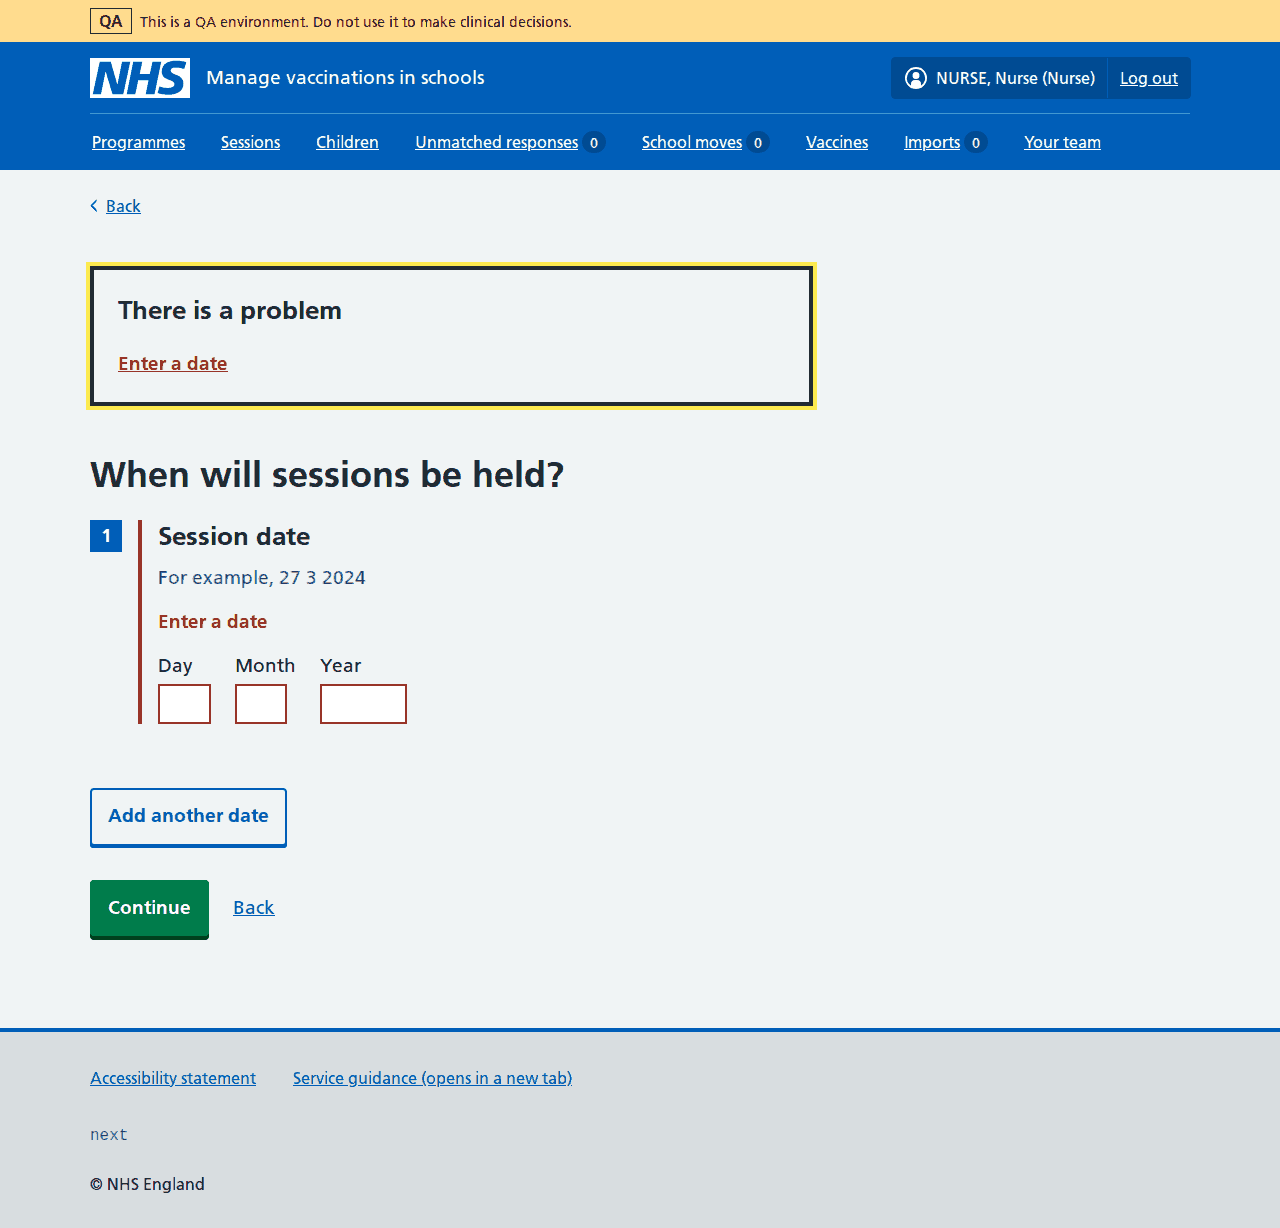 QA This is a QA environment. Do not use it to make clinical decisions.
NHS Manage vaccinations in schools NURSE, Nurse (Nurse) Log out
Programmes Sessions Children Unmatched responses 0 School moves 0 Vaccines Imports 0 Your team
Back
There is a problem
Enter a date
When will sessions be held?
1 Session date
For example, 27 3 2024
Enter a date
Day Month Year
Add another date
Continue Back
Accessibility statement Service guidance (opens in a new tab)
next
© NHS England